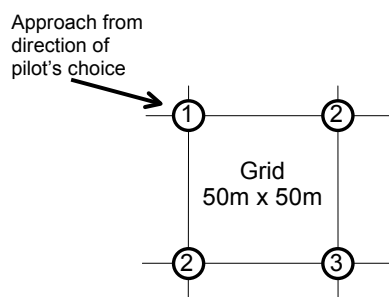 Approach from
direction of
pilot's choice
1
2
Grid
50m x 50m
2
3